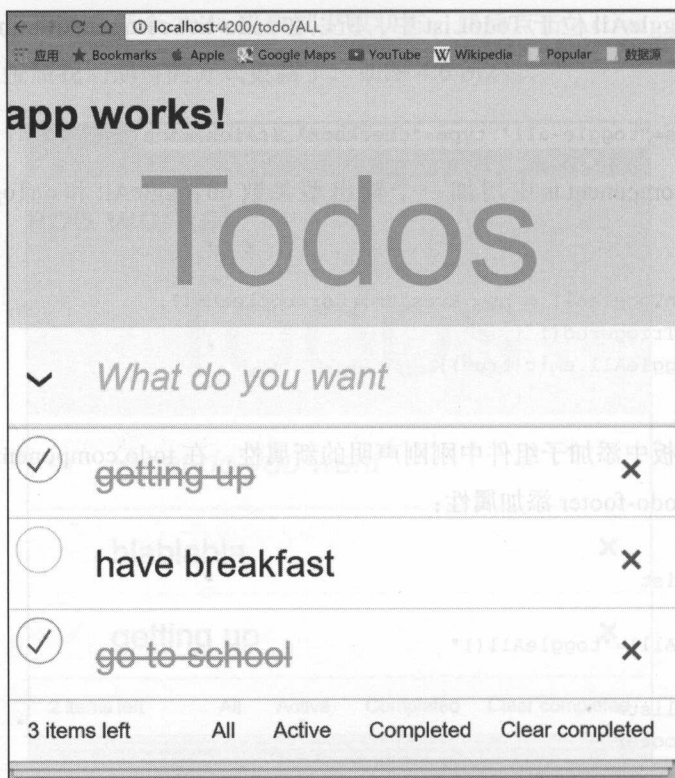 localhost:4200/todo/ALL
应用 Bookmarks Apple Google Maps YouTube Wikipedia Popular 数据源
app works!
Todos
What do you want
getting up
have breakfast
go to school
3 items left All Active Completed Clear completed